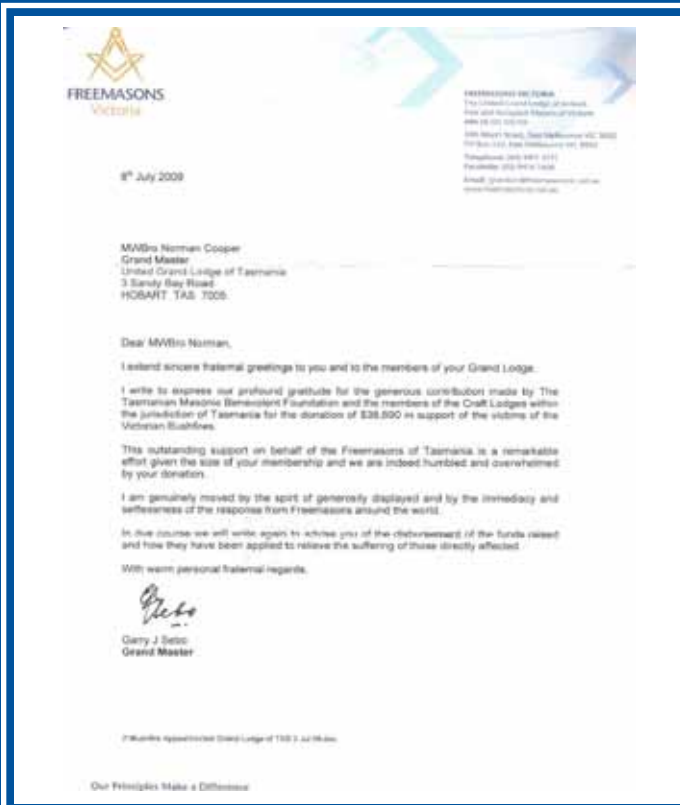 FREEMASONS
Victoria
FREEMASONS VICTORIA
8th July 2009
MWBro Norman Cooper
Grand Master
United Grand Lodge of Tasmania
3 Sandy Bay Road
HOBART TAS 7005
Dear MWBro Norman,
I extend sincere fraternal greetings to you and to the members of your Grand Lodge.
I write to express our profound gratitude for the generous contribution made by The
Tasmanian Masonic Benevolent Foundation and the members of the Craft Lodges within
the jurisdiction of Tasmania for the donation of in support of the victims of the
Victorian Bushfires.
This outstanding support on behalf of the Freemasons of Tasmania is a remarkable
effort given the size of your membership and we are indeed humbled and overwhelmed
by your donation.
I am genuinely moved by the spirit of generosity displayed and by the immediacy and
selflessness of the response from Freemasons around the world.
In due course we will write again to advise you of the disbursement of the funds raised
and how they have been applied to relieve the suffering of those directly affected.
With warm personal fraternal regards,
Garry J Sebo
Grand Master
Our Principles Make a Difference